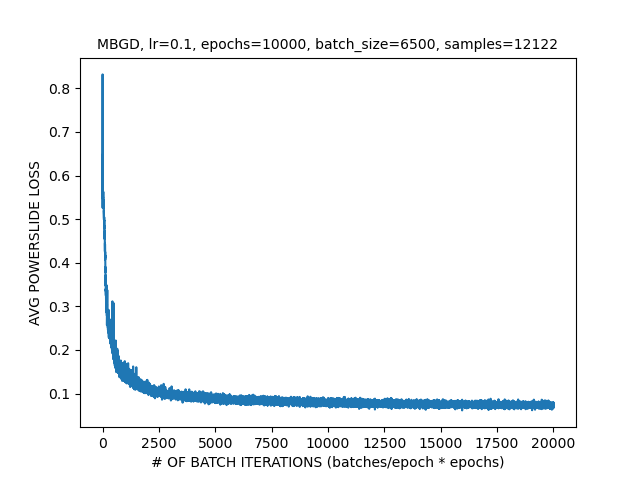 MBGD, lr=0.1, epochs=10000, batch_size=6500, samples=12122
AVG POWERSLIDE LOSS
0.8
0.7
0.6
0.5
0.4
0.3
0.2
0.1
0 2500 5000 7500 10000 12500 15000 17500 20000
# OF BATCH ITERATIONS (batches/epoch * epochs)